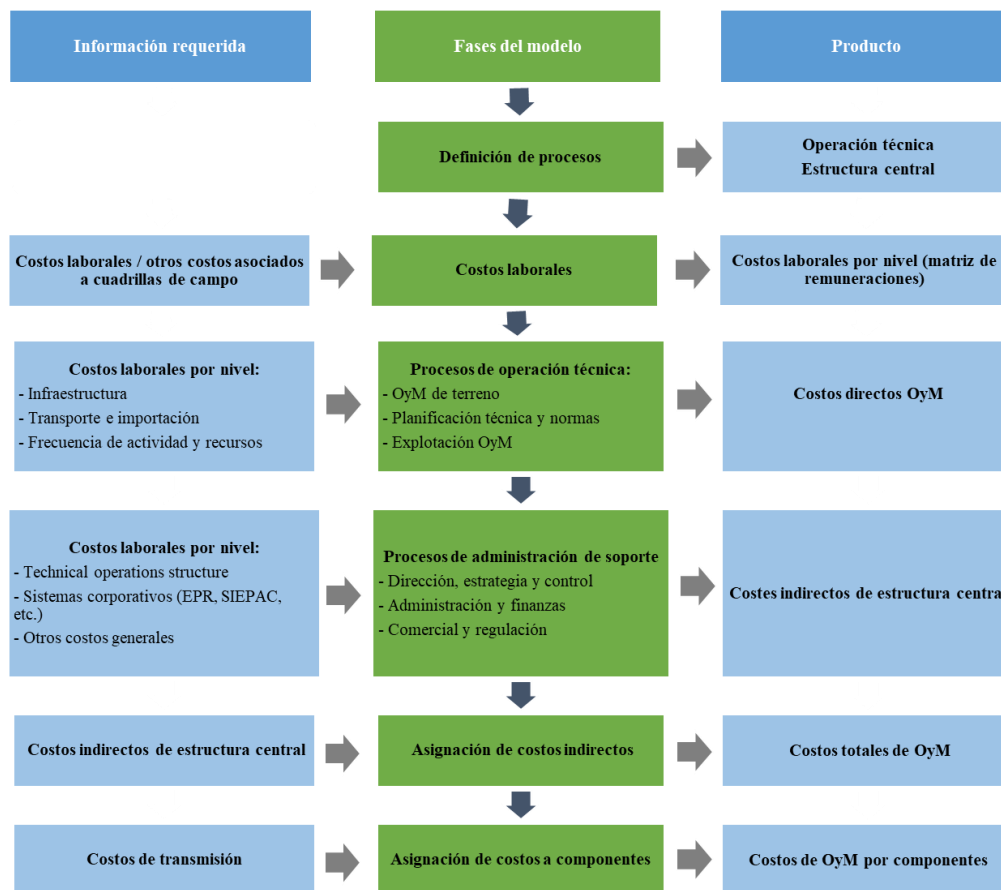 Información requerida
Fases del modelo
Producto
Definición de procesos
Operación técnica
Estructura central
Costos laborales / otros costos asociados
a cuadrillas de campo
Costos laborales
Costos laborales por nivel (matriz de
remuneraciones)
Costos laborales por nivel:
- Infraestructura
- Transporte e importación
- Frecuencia de actividad y recursos
Procesos de operación técnica:
- OyM de terreno
- Planificación técnica y normas
- Explotación OyM
Costos directos OyM
Costos laborales por nivel:
- Technical operations structure
- Sistemas corporativos (EPR, SIEPAC,
etc.)
- Otros costos generales
Procesos de administración de soporte
- Dirección, estrategia y control
- Administración y finanzas
- Comercial y regulación
Costes indirectos de estructura centra
Costos indirectos de estructura central
Asignación de costos indirectos
Costos totales de OyM
Costos de transmisión
Asignación de costos a componentes
Costos de OyM por componentes